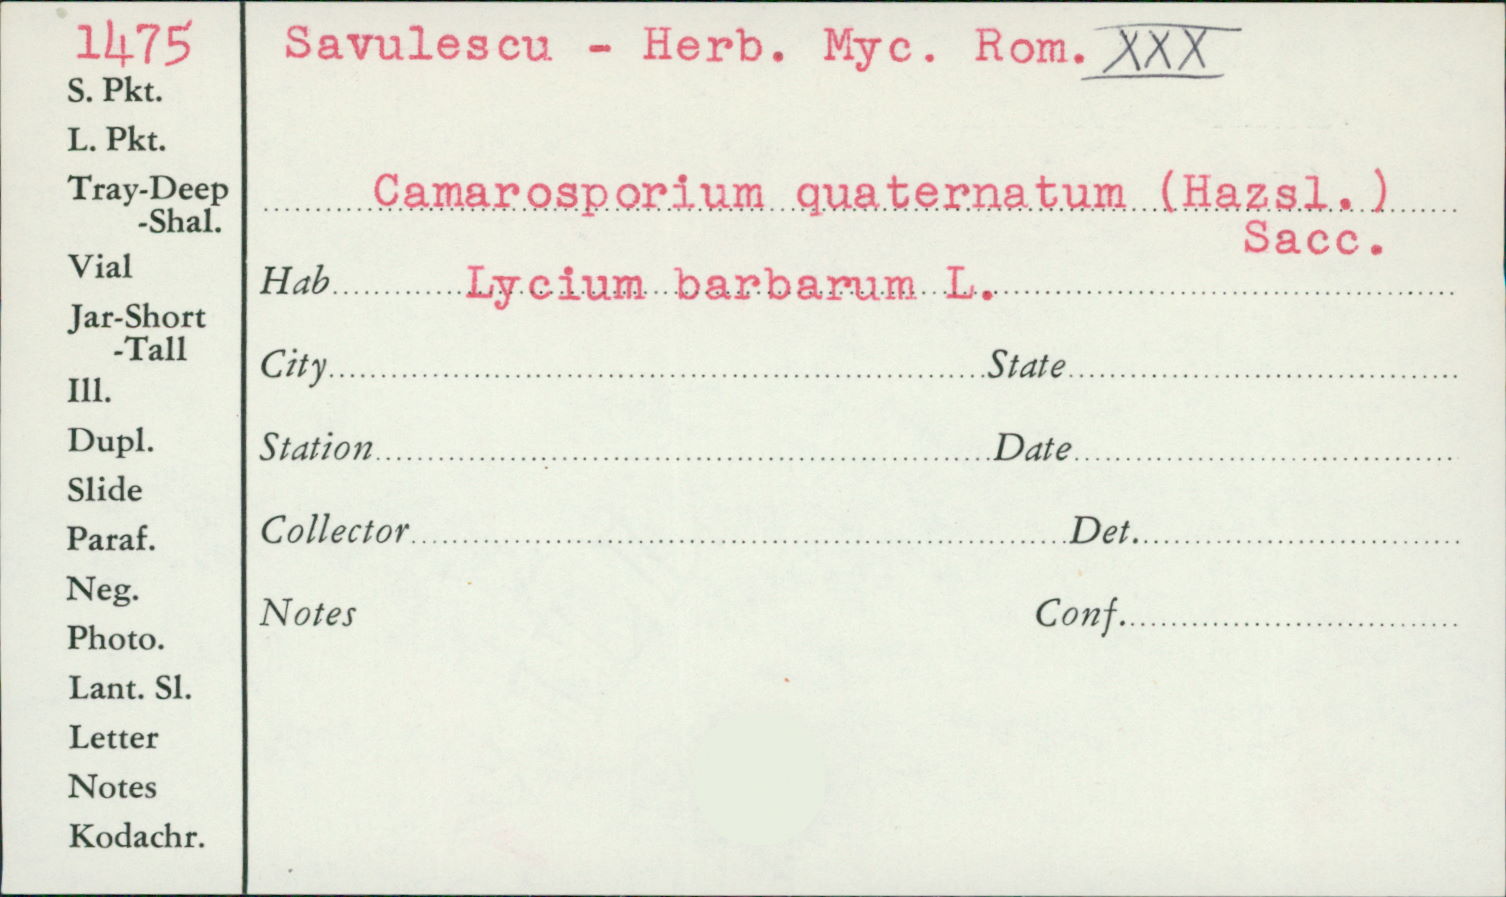 1475
Savulescu - Herb. Myc. Rom. XXX
S. Pkt.
L. Pkt.
Tray-Deep
-Shal.
Vial
Jar-Short
-Tall
Ill.
Dupl.
Slide
Paraf.
Neg.
Photo.
Lant. Sl.
Letter
Notes
Kodachr.
Camarosporium quaternatum (Hazsl.)
Sacc.
Hab Lycium barbarum L.
City State
Station Date
Collector Det.
Notes Conf.